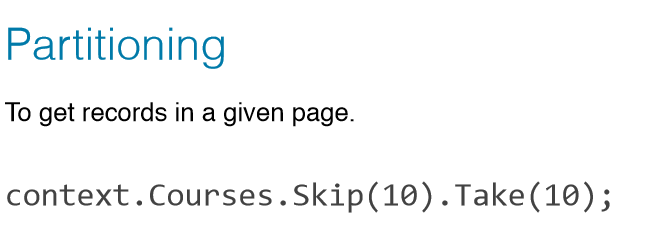 Partitioning
To get records in a given page.
context.Courses.Skip(10).Take(10);